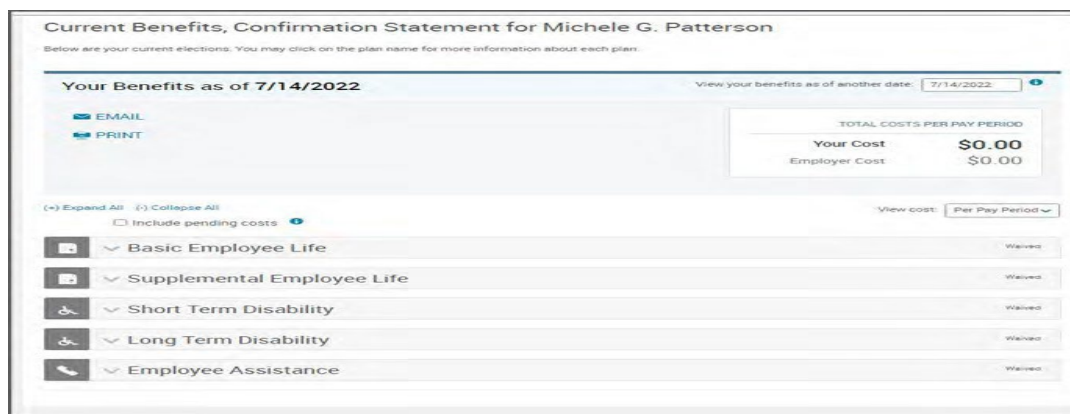 Current Benefits, Confirmation Statement for Michele G. Patterson
Below are your current elections. You may click on the plan name for more information about each plan.
Your Benefits as of 7/14/2022
View your benefits as of another date: 7/14/2022
EMAIL
PRINT
TOTAL COSTS PER PAY PERIOD
Your Cost $0.00
Employer Cost $0.00
(+) Expand All (-) Collapse All
View cost: Per Pay Period
Include pending costs
Basic Employee Life Waived
Supplemental Employee Life Waived
Short Term Disability Waived
Long Term Disability Waived
Employee Assistance Waived